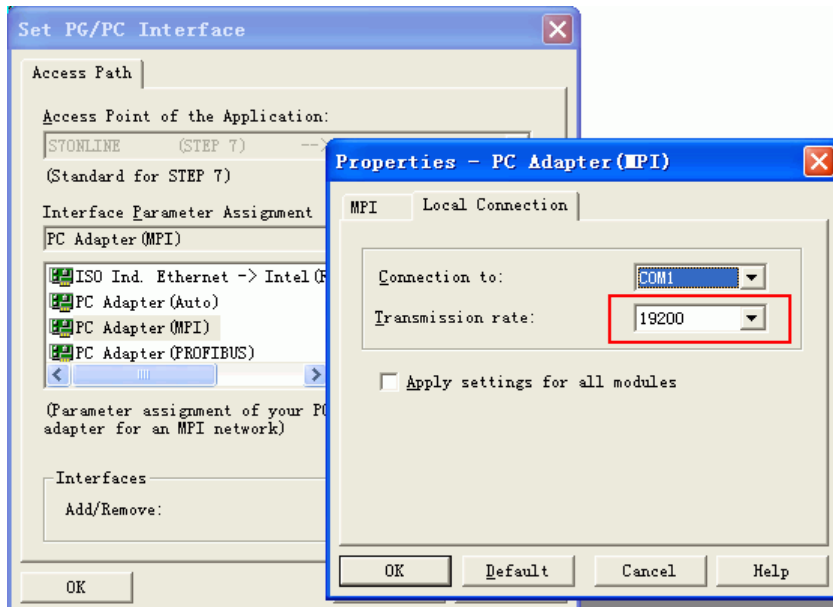 Set PG/PC Interface
Access Path
Access Point of the Application:
S7ONLINE (STEP 7) -->
(Standard for STEP 7)
Interface Parameter Assignment
PC Adapter(MPI)
ISO Ind. Ethernet -> Intel(R
PC Adapter(Auto)
PC Adapter(MPI)
PC Adapter(PROFIBUS)
(Parameter assignment of your PC
adapter for an MPI network)
Interfaces
Add/Remove:
OK
Properties - PC Adapter(MPI)
MPI Local Connection
Connection to: COM1
Transmission rate: 19200
Apply settings for all modules
OK Default Cancel Help